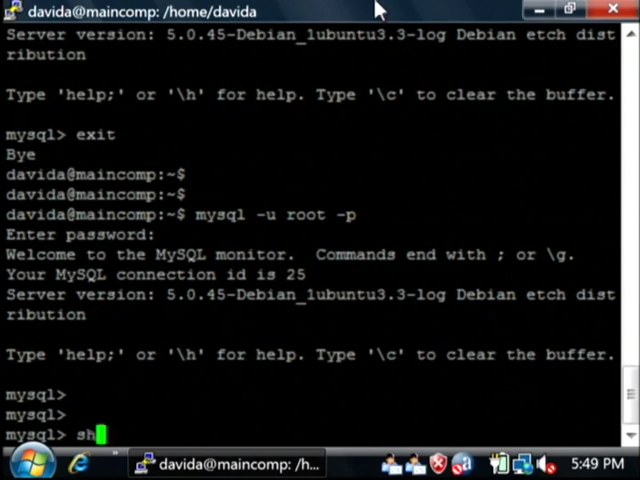 davida@maincomp: /home/davida
Server version: 5.0.45-Debian_1ubuntu3.3-log Debian etch dist
ribution
Type 'help;' or '\h' for help. Type '\c' to clear the buffer.
mysql> exit
Bye
davida@maincomp:~$
davida@maincomp:~$
davida@maincomp:~$ mysql -u root -p
Enter password:
Welcome to the MySQL monitor.  Commands end with ; or \g.
Your MySQL connection id is 25
Server version: 5.0.45-Debian_1ubuntu3.3-log Debian etch dist
ribution
Type 'help;' or '\h' for help. Type '\c' to clear the buffer.
mysql>
mysql>
mysql> sh
davida@maincomp: /h...
5:49 PM